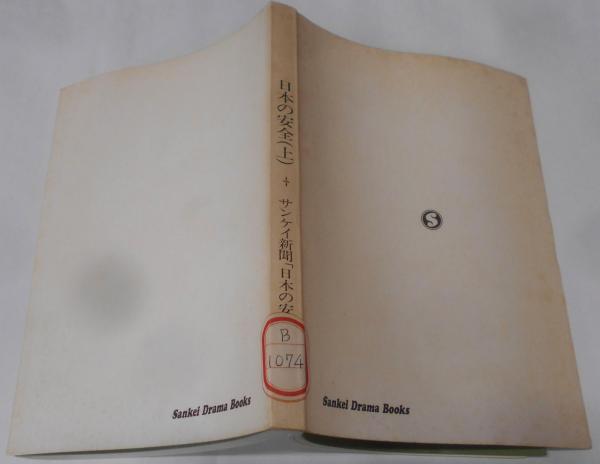 日本の安全(上)
サンケイ新聞「日本の安
B
1074
Sankei Drama Books
S
Sankei Drama Books